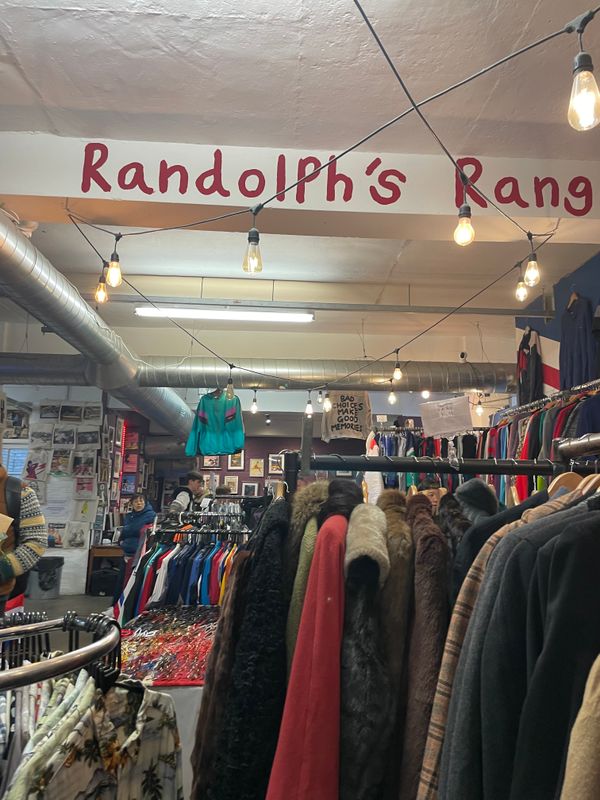 Randolph's Rang
BAD
CHOICES
MAKE
GOOD
MEMORIES